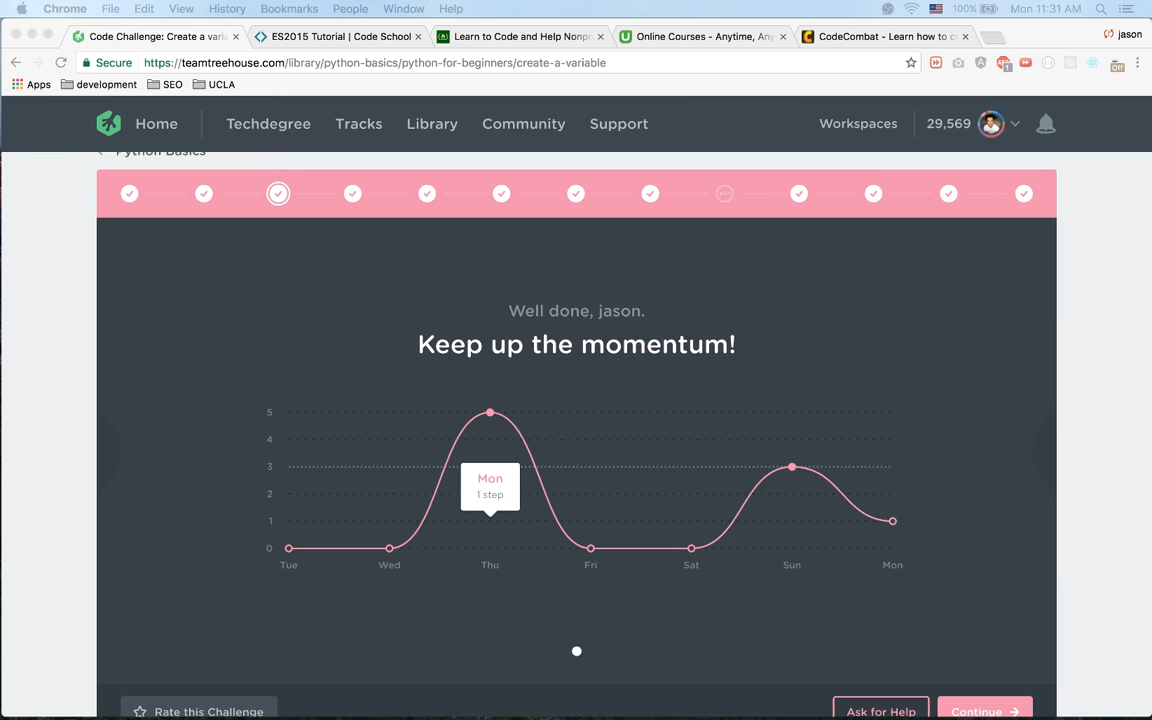 Chrome File Edit View History Bookmarks People Window Help 100% Mon 11:31 AM
Code Challenge: Create a varia ES2015 Tutorial | Code School Learn to Code and Help Nonpr Online Courses - Anytime, Any CodeCombat - Learn how to c jason
Secure https://teamtreehouse.com/library/python-basics/python-for-beginners/create-a-variable
Apps development SEO UCLA
Home Techdegree Tracks Library Community Support Workspaces 29,569
Python Basics
Well done, jason.
Keep up the momentum!
5
4
3
2
1
0
Mon
1 step
Tue Wed Thu Fri Sat Sun Mon
Rate this Challenge Ask for Help Continue